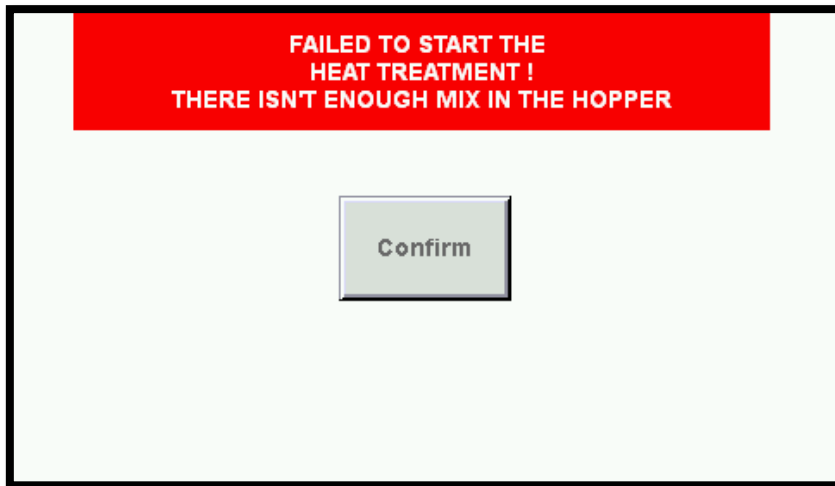 FAILED TO START THE
HEAT TREATMENT !
THERE ISN'T ENOUGH MIX IN THE HOPPER
Confirm